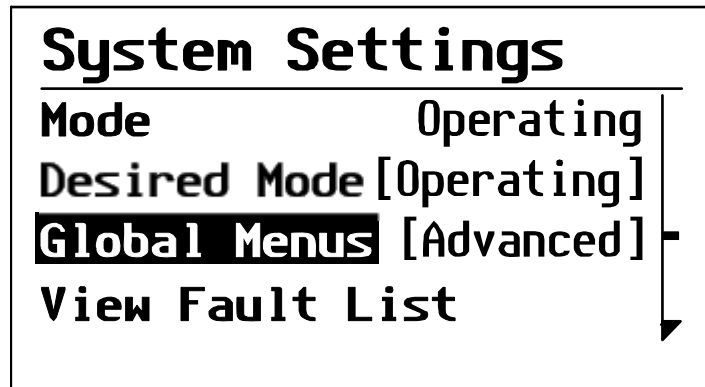 System Settings
Mode Operating
Desired Mode [Operating]
Global Menus [Advanced]
View Fault List